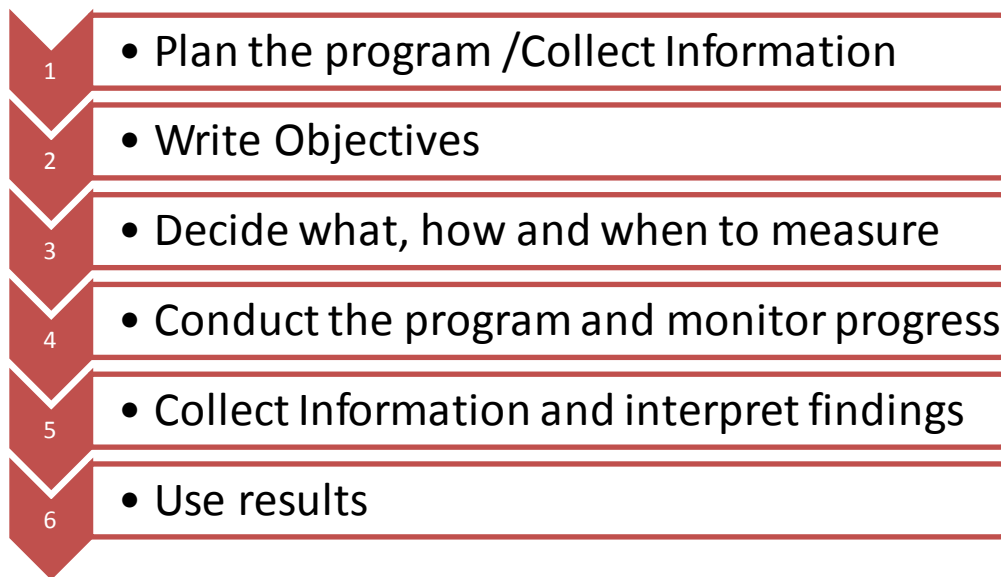 1 • Plan the program /Collect Information
2 • Write Objectives
3 • Decide what, how and when to measure
4 • Conduct the program and monitor progress
5 • Collect Information and interpret findings
6 • Use results